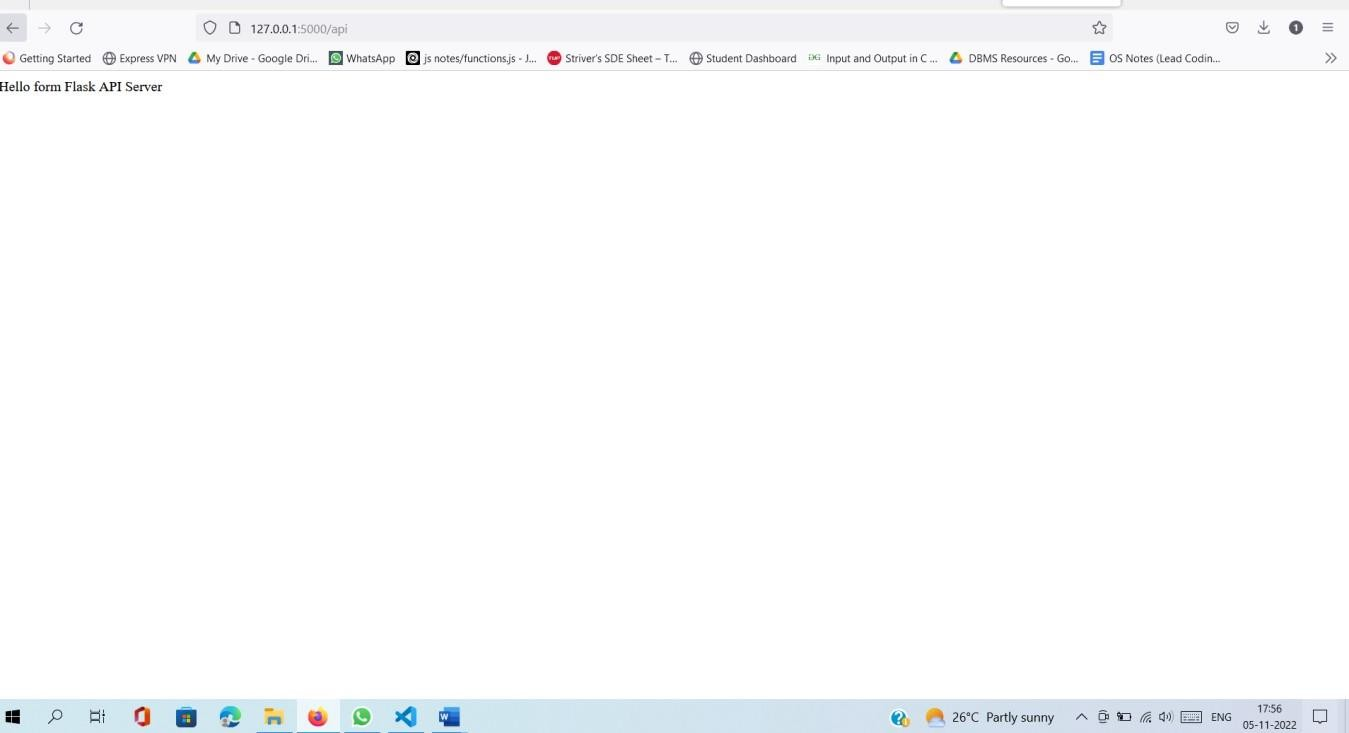 127.0.0.1:5000/api
1
Getting Started Express VPN My Drive - Google Dri... WhatsApp js notes/functions.js - J... Striver's SDE Sheet – T... Student Dashboard Input and Output in C ... DBMS Resources - Go... OS Notes (Lead Codin...
Hello form Flask API Server
26°C Partly sunny ENG 17:56
05-11-2022